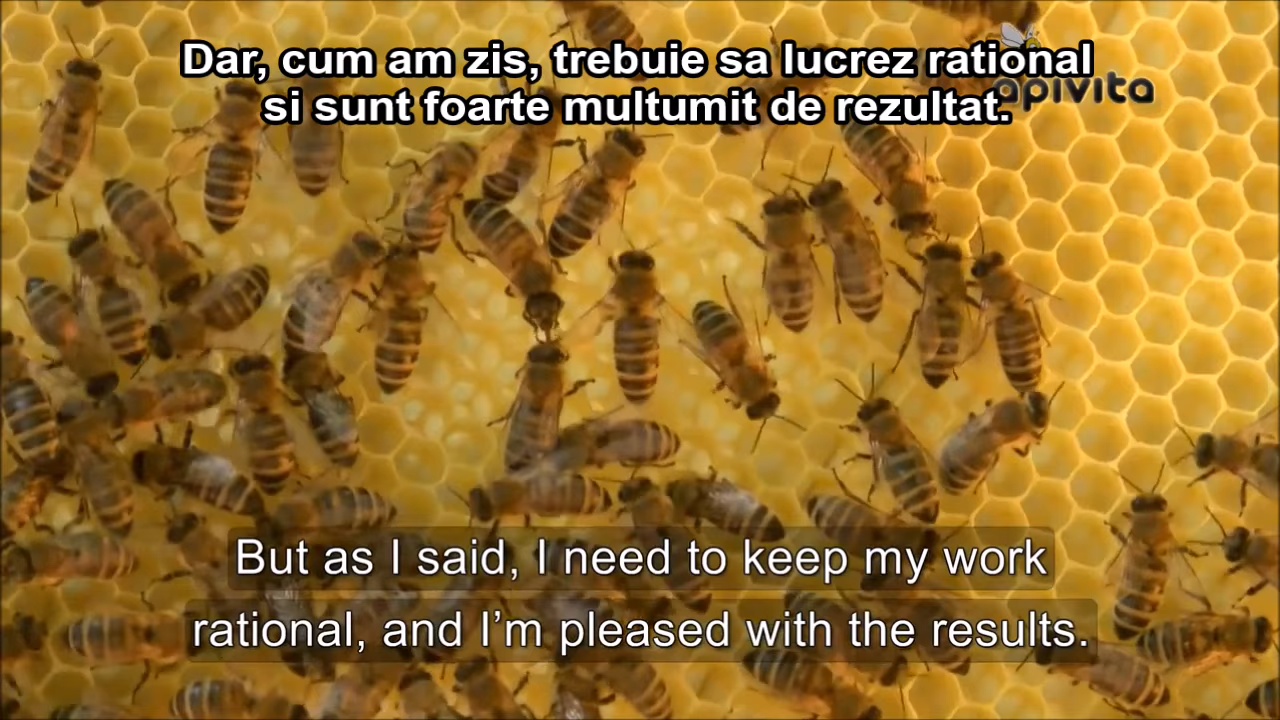 Dar, cum am zis, trebuie sa lucrez rational
apivita
si sunt foarte multumit de rezultat.
But as I said, I need to keep my work
rational, and I’m pleased with the results.